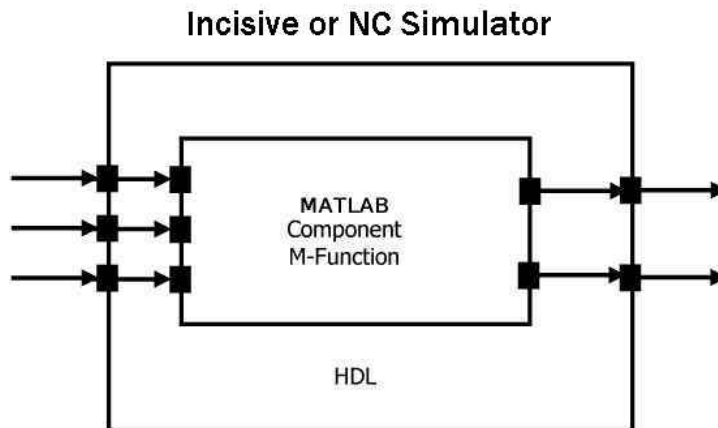 Incisive or NC Simulator
MATLAB
Component
M-Function
HDL